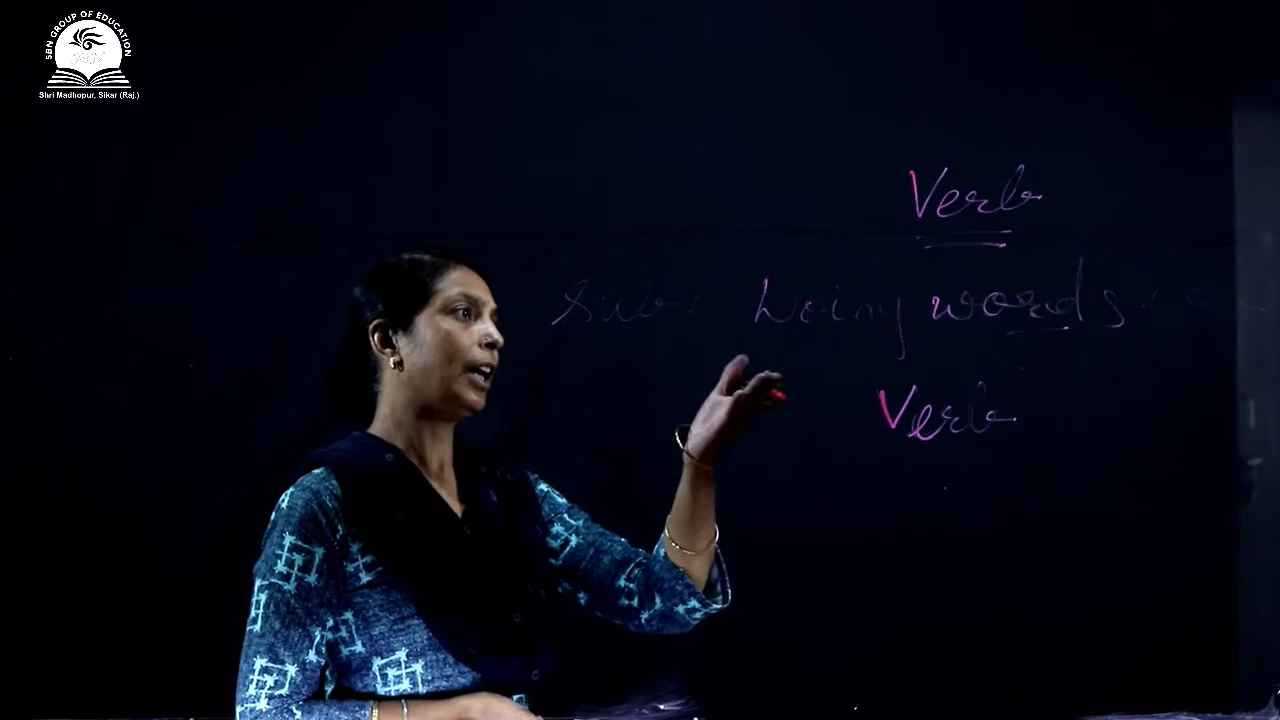 SBN GROUP OF EDUCATION
Shri Madhopur, Sikar (Raj.)
Verb
Doing words
Verb